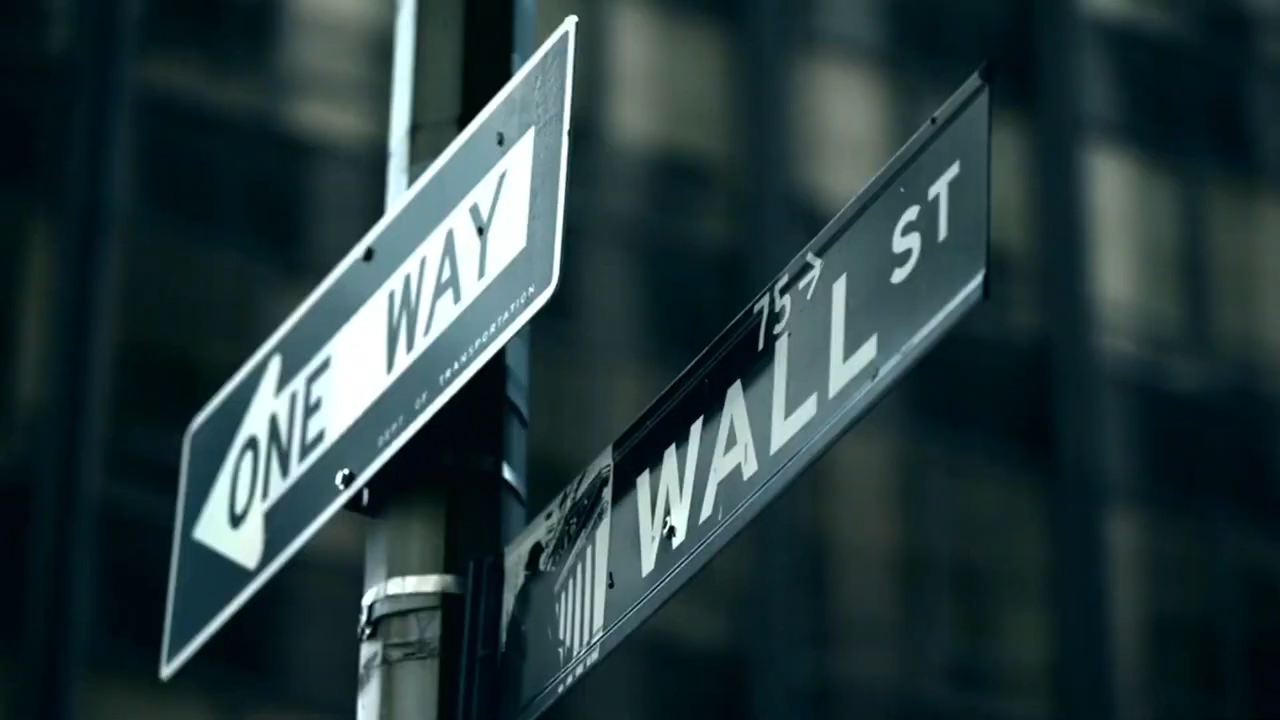 ONE WAY
DEPT OF TRANSPORTATION
75→
WALL ST